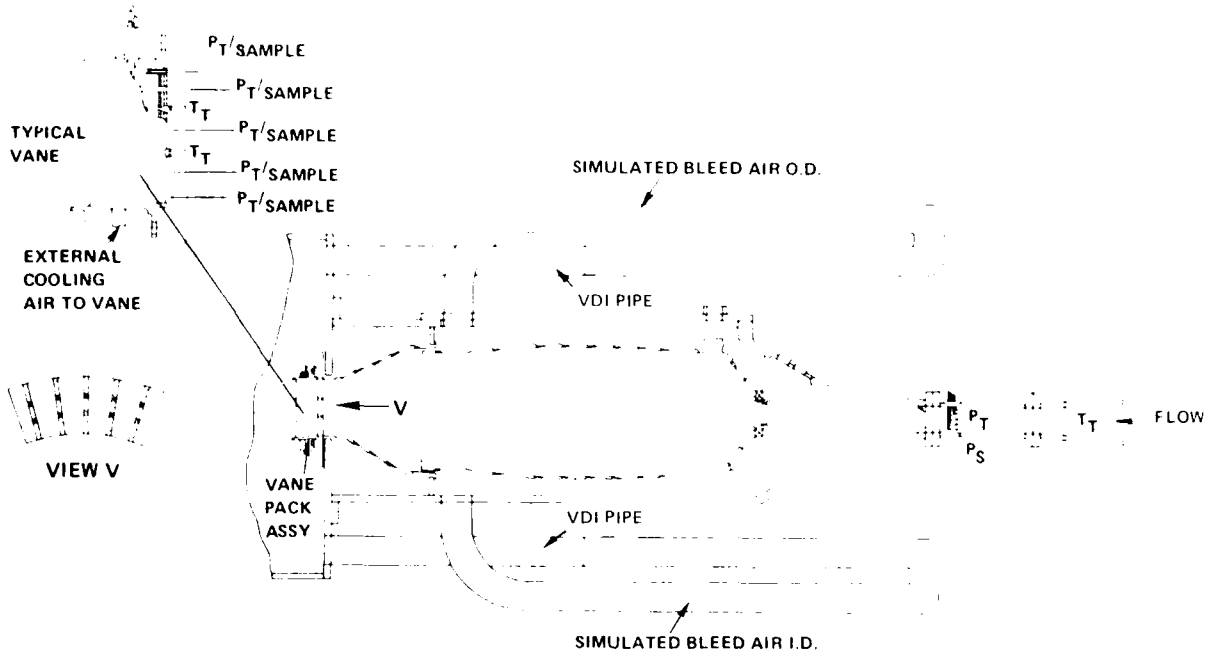 P_T/SAMPLE
P_T/SAMPLE
T_T
P_T/SAMPLE
T_T
P_T/SAMPLE
P_T/SAMPLE
TYPICAL
VANE
EXTERNAL
COOLING
AIR TO VANE
SIMULATED BLEED AIR O.D.
VDI PIPE
V
P_T
P_S
T_T
FLOW
VIEW V
VANE
PACK
ASSY
VDI PIPE
SIMULATED BLEED AIR I.D.